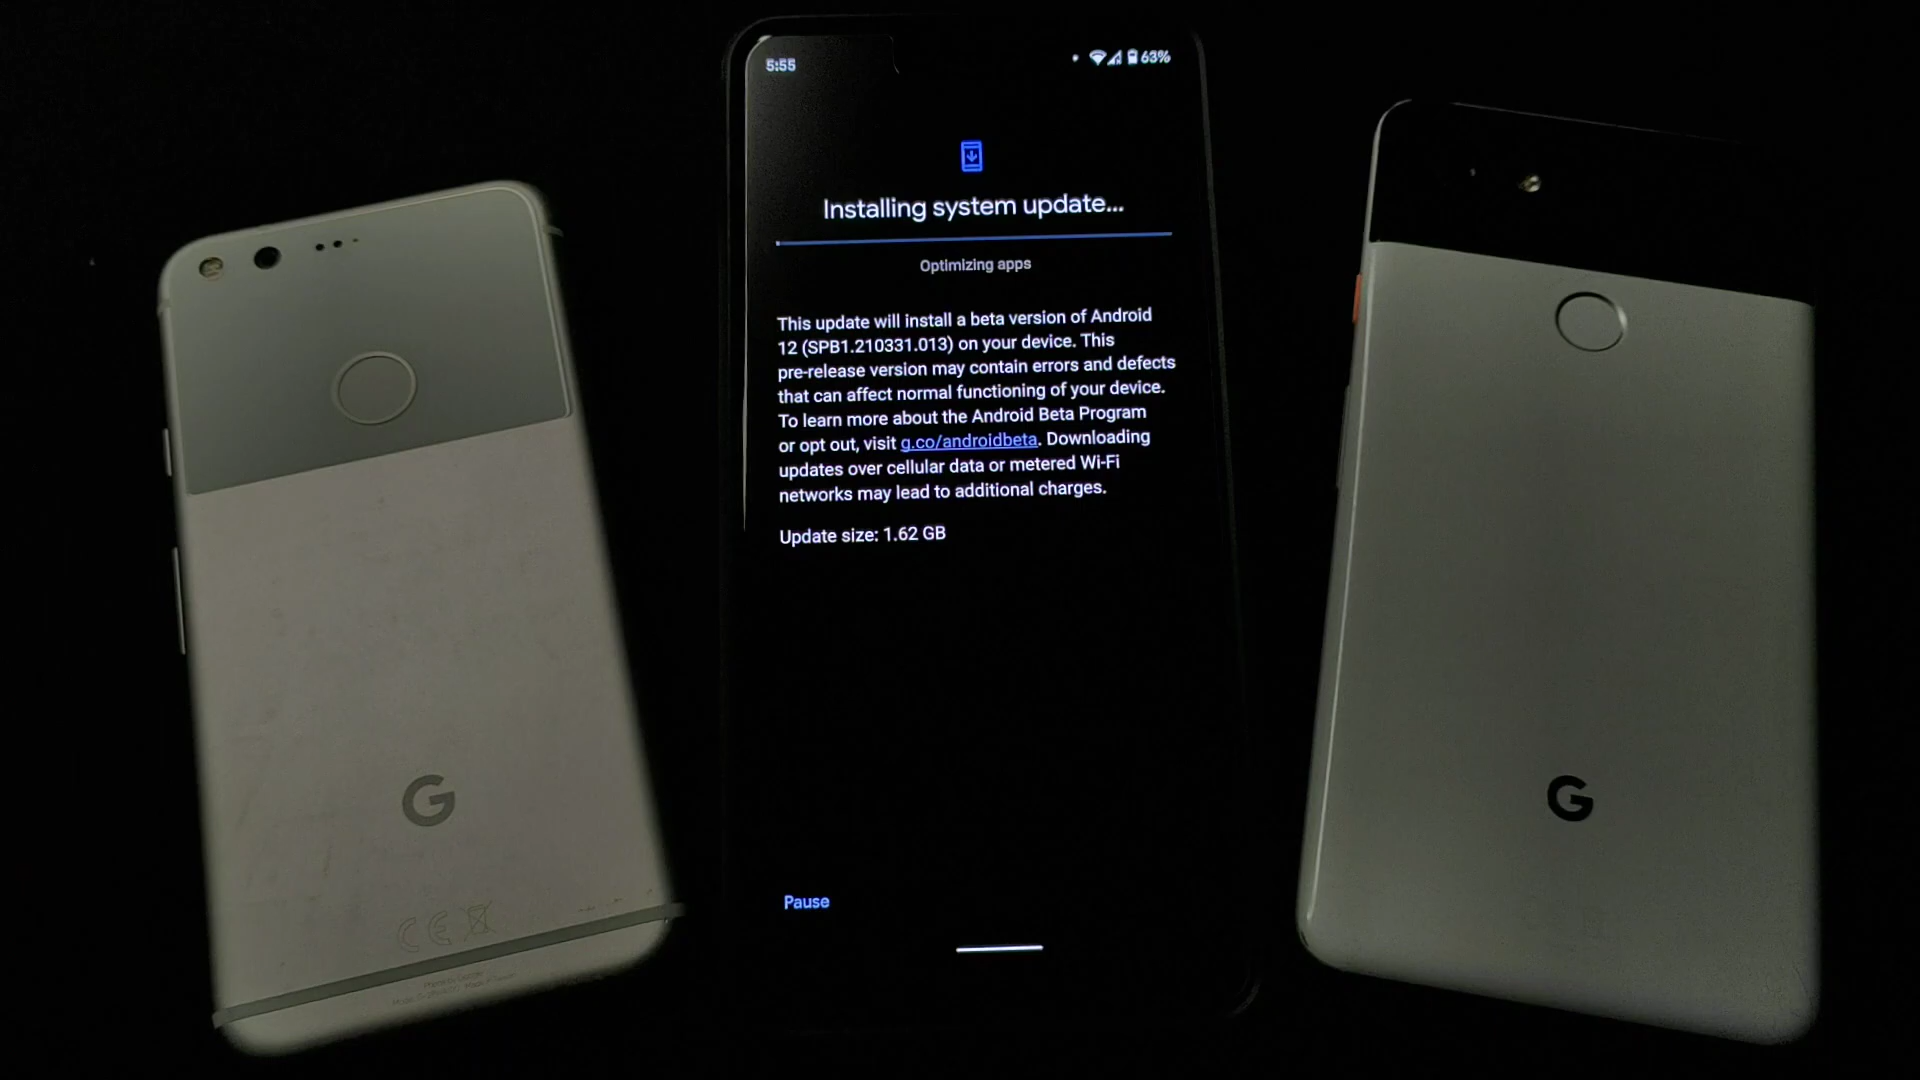 5:55
63%
Installing system update...
Optimizing apps
This update will install a beta version of Android
12 (SPB1.210331.013) on your device. This
pre-release version may contain errors and defects
that can affect normal functioning of your device.
To learn more about the Android Beta Program
or opt out, visit g.co/androidbeta. Downloading
updates over cellular data or metered Wi-Fi
networks may lead to additional charges.
Update size: 1.62 GB
Pause
G
G
CE